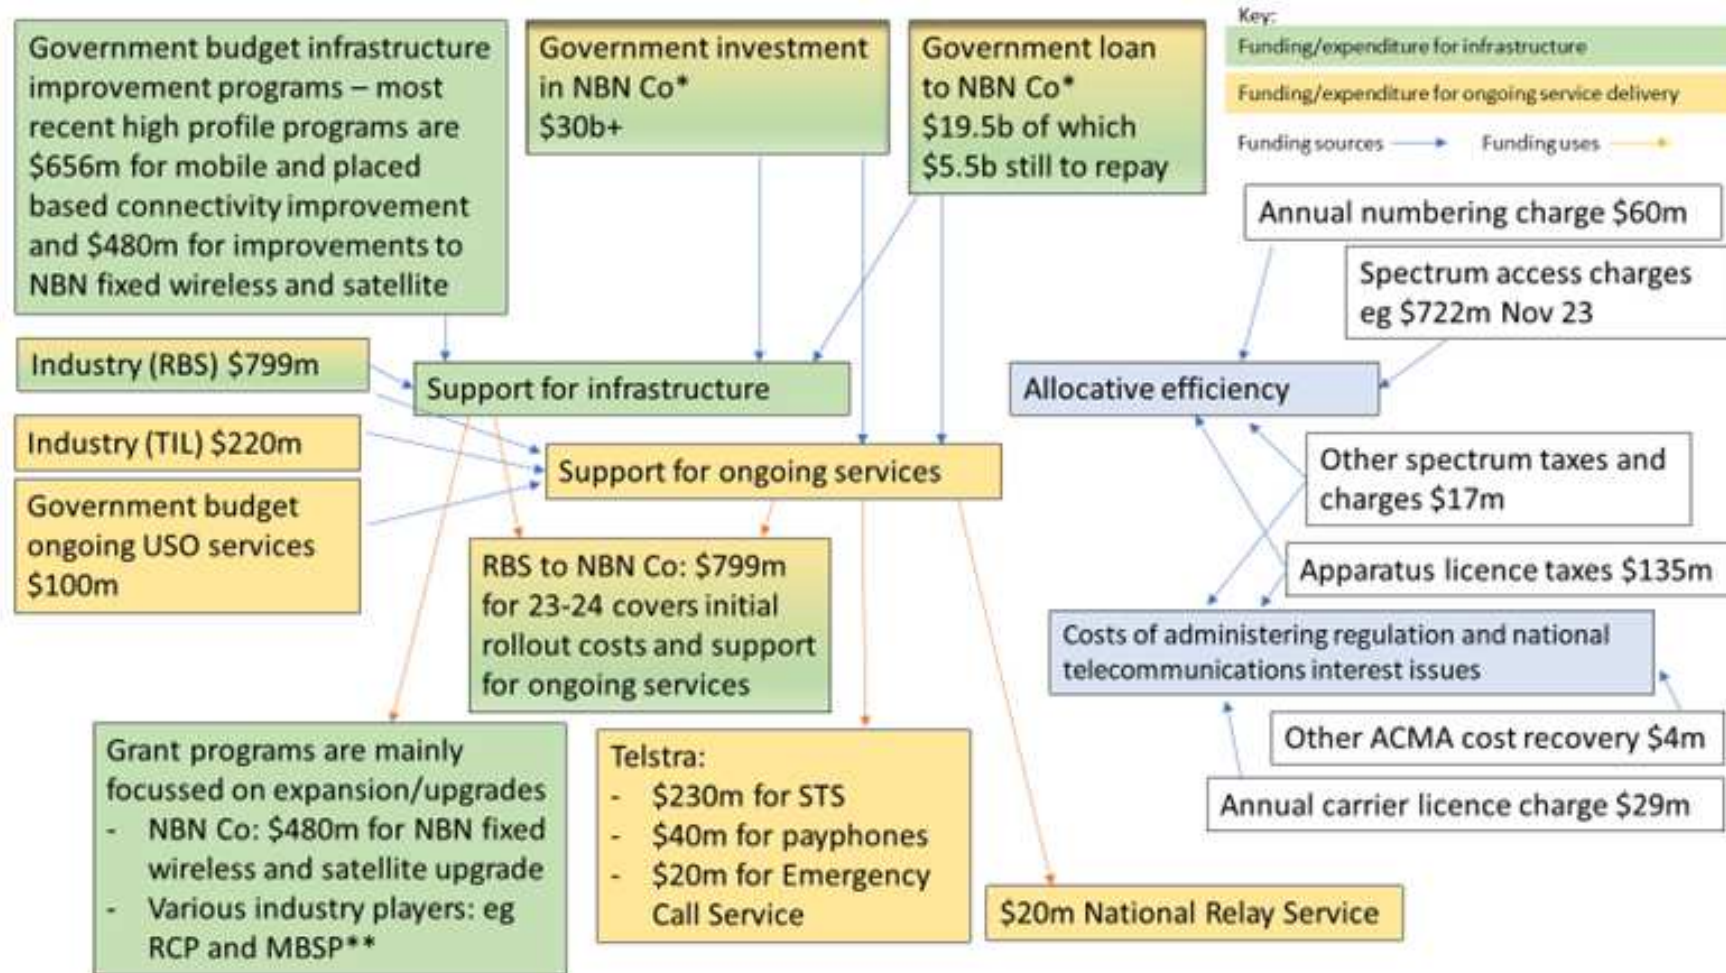 Government budget infrastructure
improvement programs – most
recent high profile programs are
$656m for mobile and placed
based connectivity improvement
and $480m for improvements to
NBN fixed wireless and satellite
Government investment
in NBN Co*
$30b+
Government loan
to NBN Co*
$19.5b of which
$5.5b still to repay
Key:
Funding/expenditure for infrastructure
Funding/expenditure for ongoing service delivery
Funding sources
Funding uses
Annual numbering charge $60m
Spectrum access charges
eg $722m Nov 23
Industry (RBS) $799m
Support for infrastructure
Allocative efficiency
Industry (TIL) $220m
Support for ongoing services
Other spectrum taxes and
charges $17m
Government budget
ongoing USO services
$100m
RBS to NBN Co: $799m
for 23-24 covers initial
rollout costs and support
for ongoing services
Apparatus licence taxes $135m
Costs of administering regulation and national
telecommunications interest issues
Other ACMA cost recovery $4m
Annual carrier licence charge $29m
Grant programs are mainly
focussed on expansion/upgrades
- NBN Co: $480m for NBN fixed
wireless and satellite upgrade
- Various industry players: eg
RCP and MBSP**
Telstra:
- $230m for STS
- $40m for payphones
- $20m for Emergency
Call Service
$20m National Relay Service